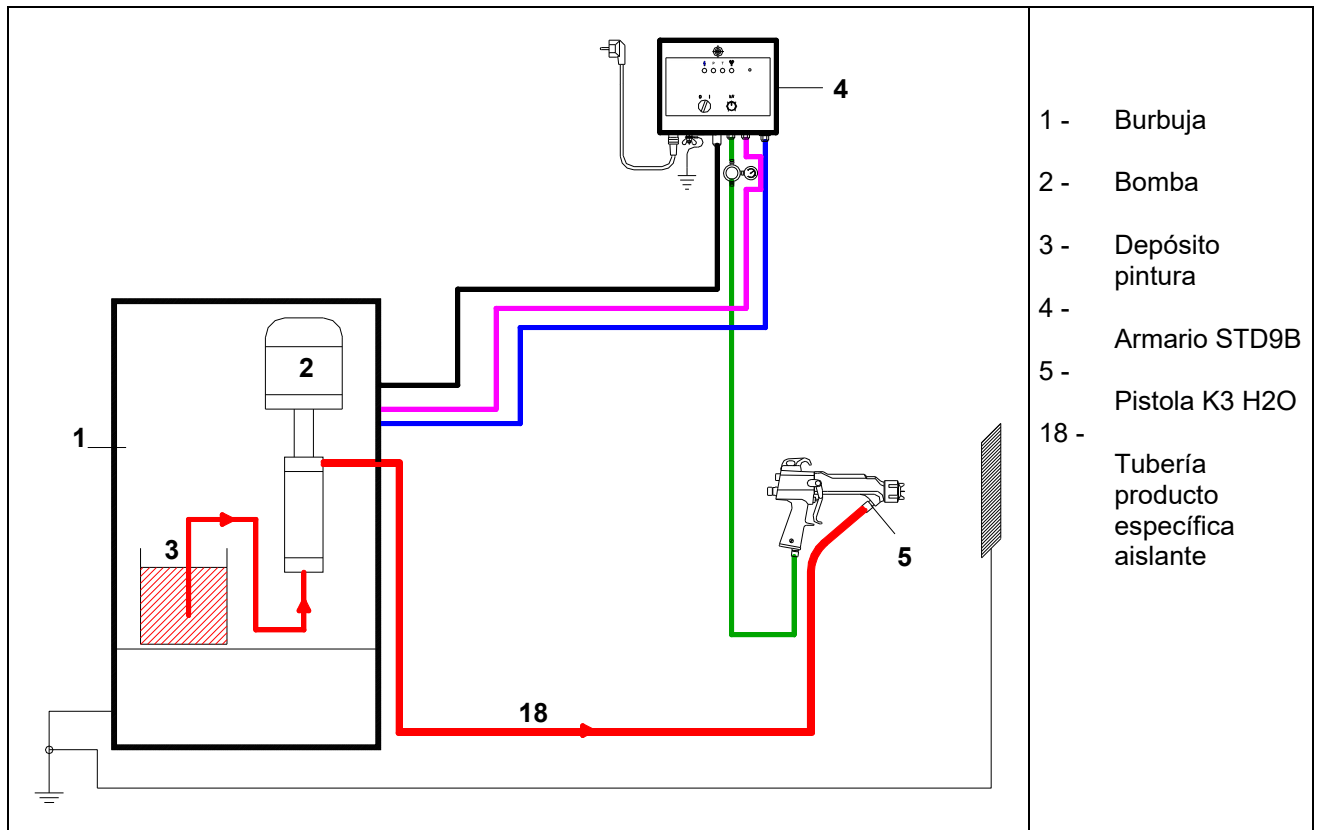 4
2
1
3
5
18
1 - Burbuja
2 - Bomba
3 - Depósito
pintura
4 -
Armario STD9B
5 -
Pistola K3 H2O
18 -
Tubería
producto
específica
aislante